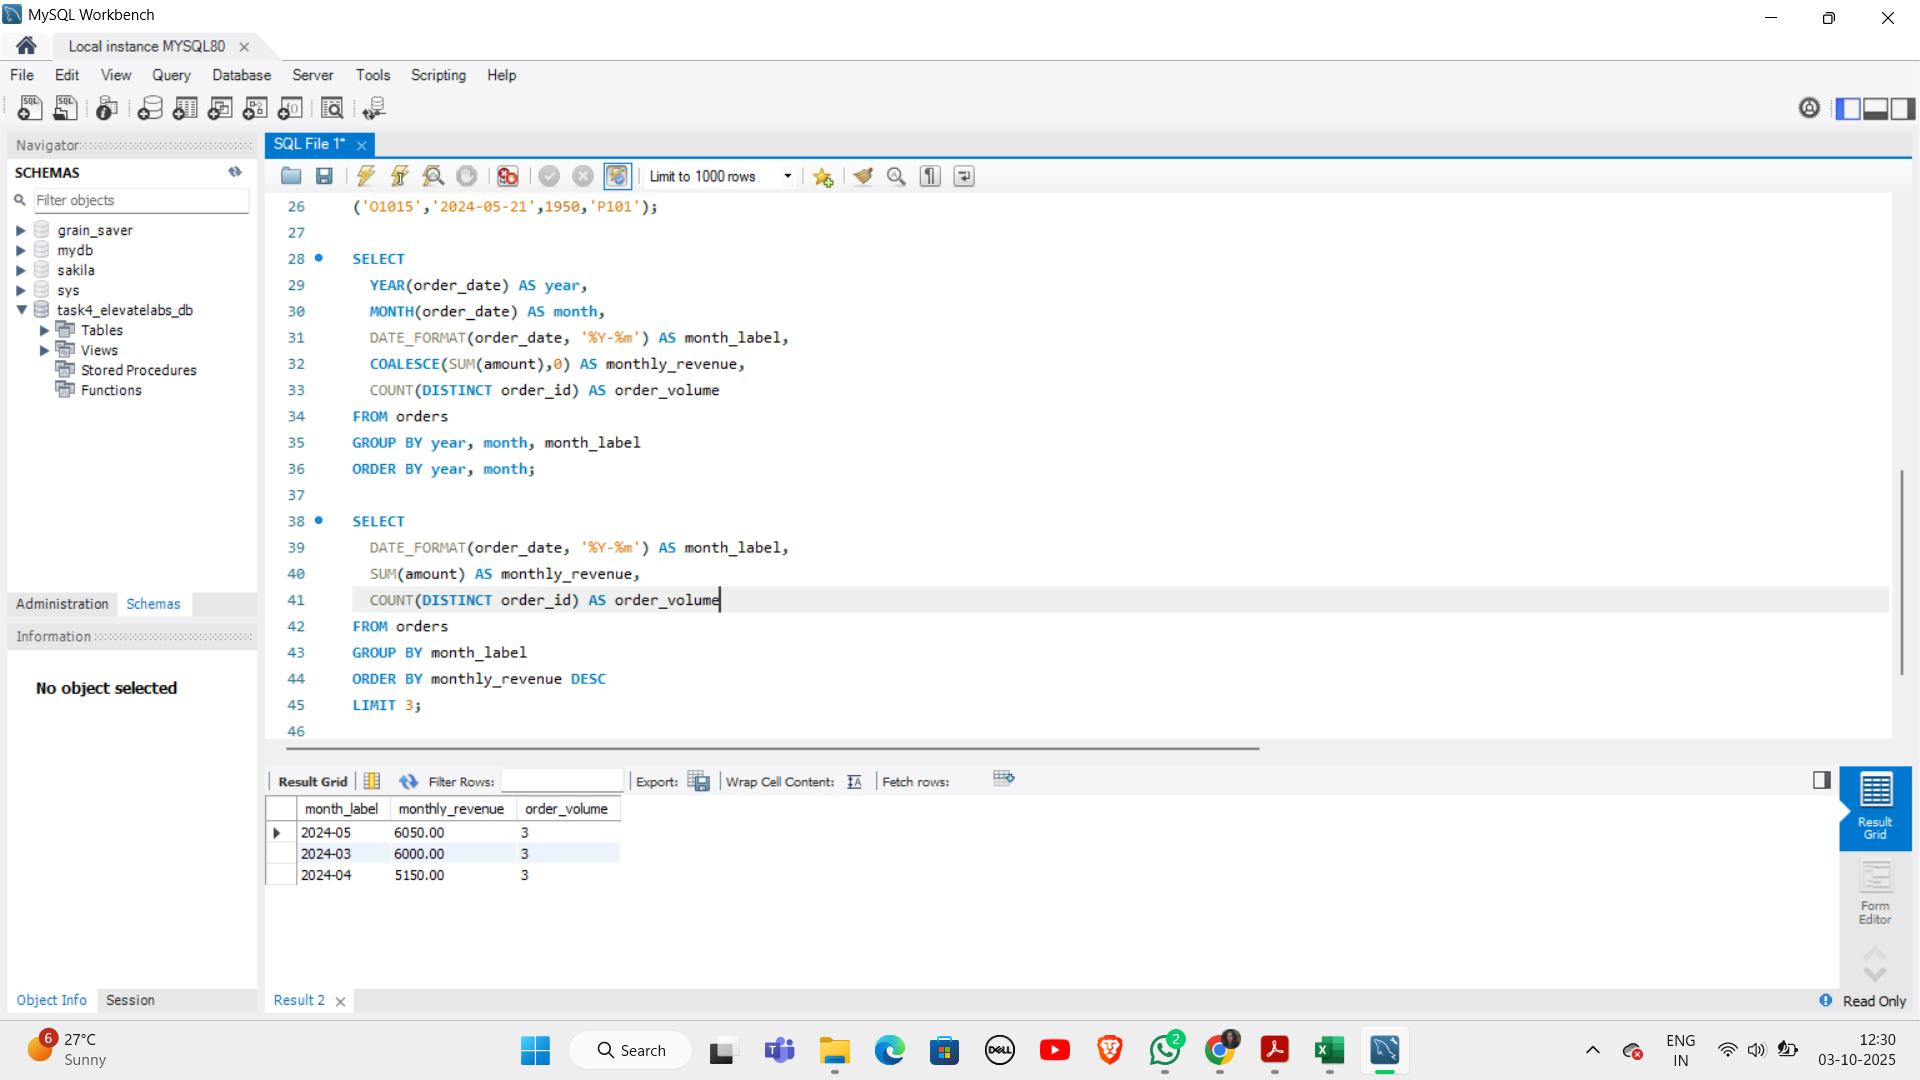 MySQL Workbench
Local instance MYSQL80
File Edit View Query Database Server Tools Scripting Help
Navigator
SCHEMAS
Filter objects
grain_saver
mydb
sakila
sys
task4_elevatelabs_db
Tables
Views
Stored Procedures
Functions
Administration Schemas
Information
No object selected
Object Info Session
SQL File 1*
Limit to 1000 rows
26 ('O1015','2024-05-21',1950,'P101');
27
28 SELECT
29 YEAR(order_date) AS year,
30 MONTH(order_date) AS month,
31 DATE_FORMAT(order_date, '%Y-%m') AS month_label,
32 COALESCE(SUM(amount),0) AS monthly_revenue,
33 COUNT(DISTINCT order_id) AS order_volume
34 FROM orders
35 GROUP BY year, month, month_label
36 ORDER BY year, month;
37
38 SELECT
39 DATE_FORMAT(order_date, '%Y-%m') AS month_label,
40 SUM(amount) AS monthly_revenue,
41 COUNT(DISTINCT order_id) AS order_volume
42 FROM orders
43 GROUP BY month_label
44 ORDER BY monthly_revenue DESC
45 LIMIT 3;
46
Result Grid Filter Rows: Export: Wrap Cell Content: Fetch rows:
month_label monthly_revenue order_volume
2024-05 6050.00 3
2024-03 6000.00 3
2024-04 5150.00 3
Result
Grid
Form
Editor
Result 2
Read Only
6
27°C
Sunny
Search
DELL
2
ENG
IN
12:30
03-10-2025